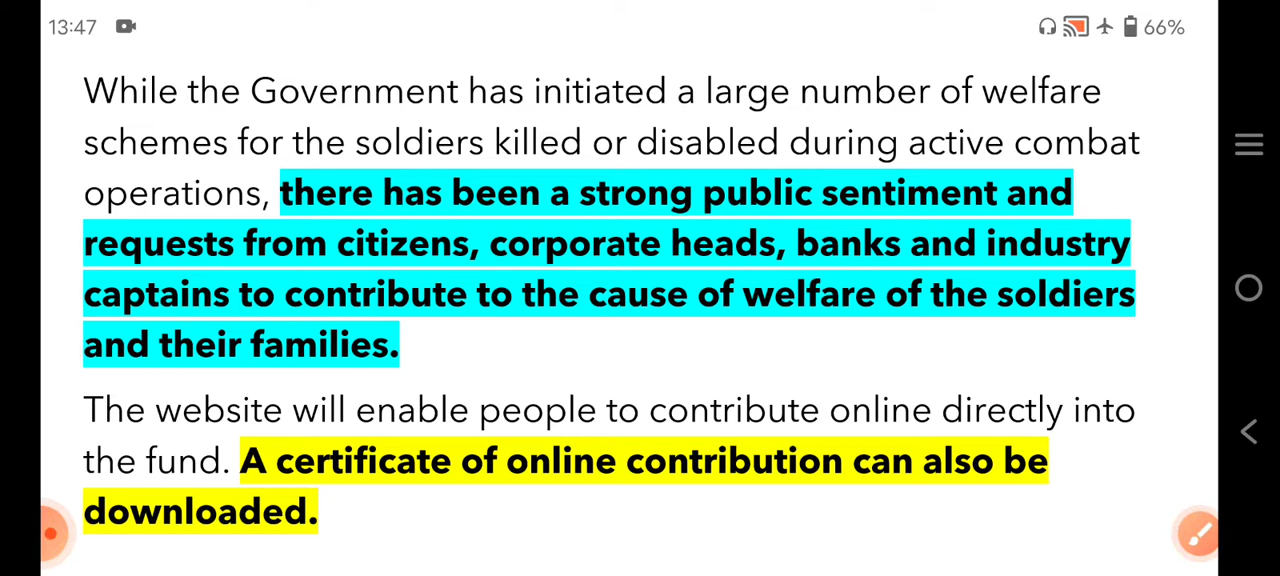 13:47
66%
While the Government has initiated a large number of welfare
schemes for the soldiers killed or disabled during active combat
operations, there has been a strong public sentiment and
requests from citizens, corporate heads, banks and industry
captains to contribute to the cause of welfare of the soldiers
and their families.
The website will enable people to contribute online directly into
the fund. A certificate of online contribution can also be
downloaded.